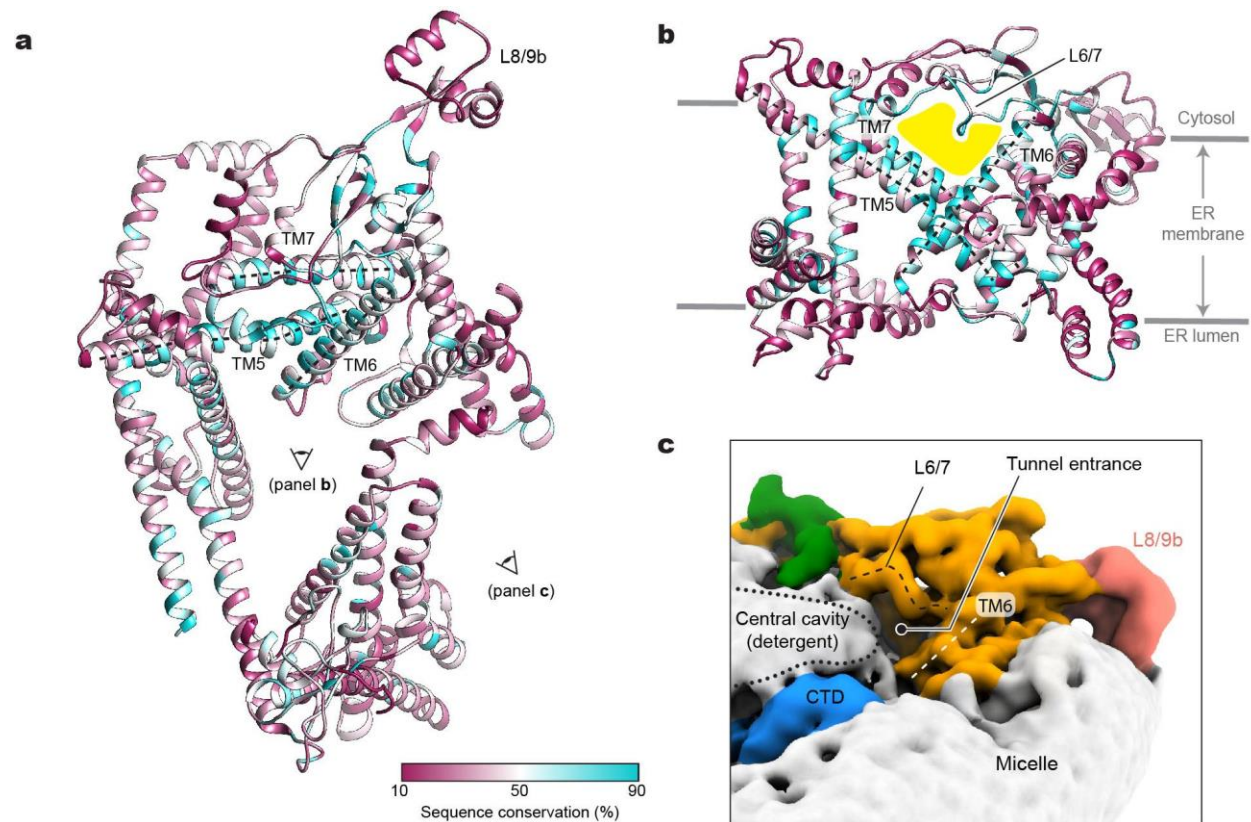 a
L8/9b
TM7
TM5
TM6
(panel b)
(panel c)
10
50
90
Sequence conservation (%)
b
L6/7
TM7
TM6
TM5
Cytosol
ER
membrane
ER lumen
c
L6/7
Tunnel entrance
L8/9b
TM6
Central cavity
(detergent)
CTD
Micelle